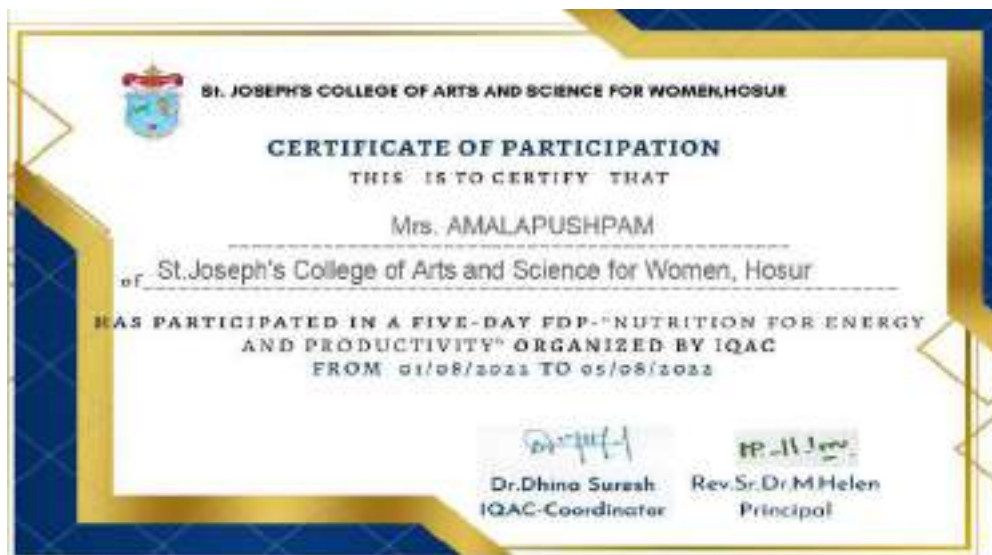 St. JOSEPH'S COLLEGE OF ARTS AND SCIENCE FOR WOMEN,HOSUR
CERTIFICATE OF PARTICIPATION
THIS IS TO CERTIFY THAT
Mrs. AMALAPUSHPAM
of St.Joseph's College of Arts and Science for Women, Hosur
HAS PARTICIPATED IN A FIVE-DAY FDP-"NUTRITION FOR ENERGY
AND PRODUCTIVITY" ORGANIZED BY IQAC
FROM 01/08/2022 TO 05/08/2022
Dr.Dhina Suresh
IQAC-Coordinator
Rev.Sr.Dr.M.Helen
Principal